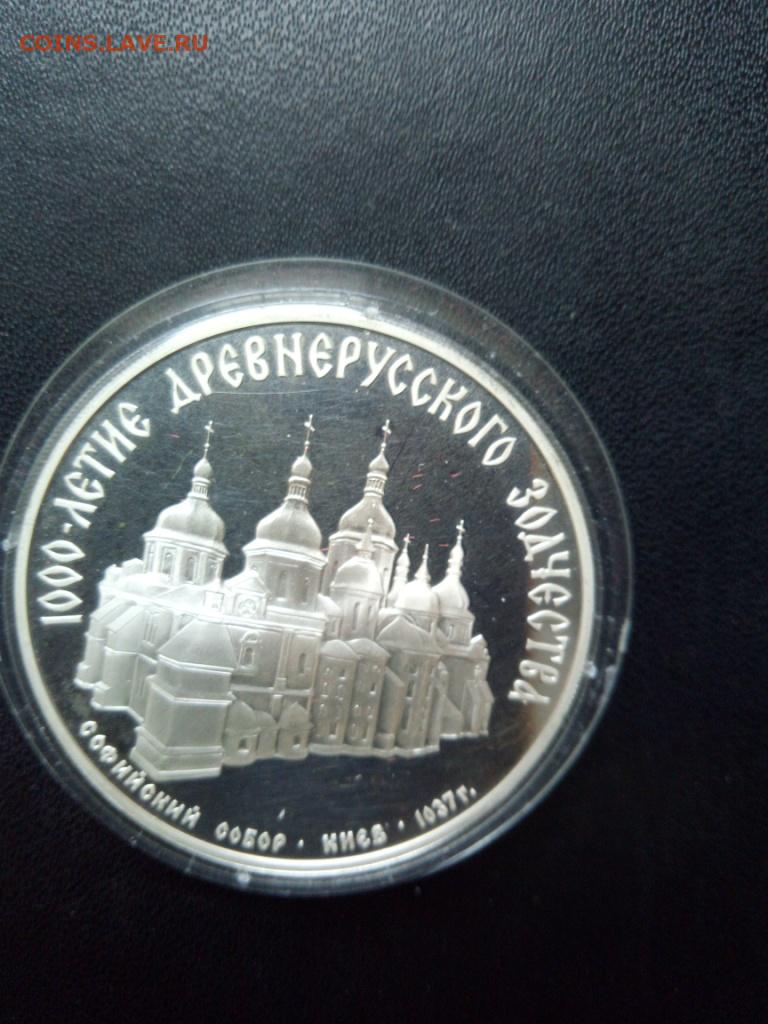 COINS.LAVE.RU
1000-ЛЕТИЕ ДРЕВНЕРУССКОГО ЗОДЧЕСТВА
СОФИЙСКИЙ СОБОР · КИЕВ · 1037 г.